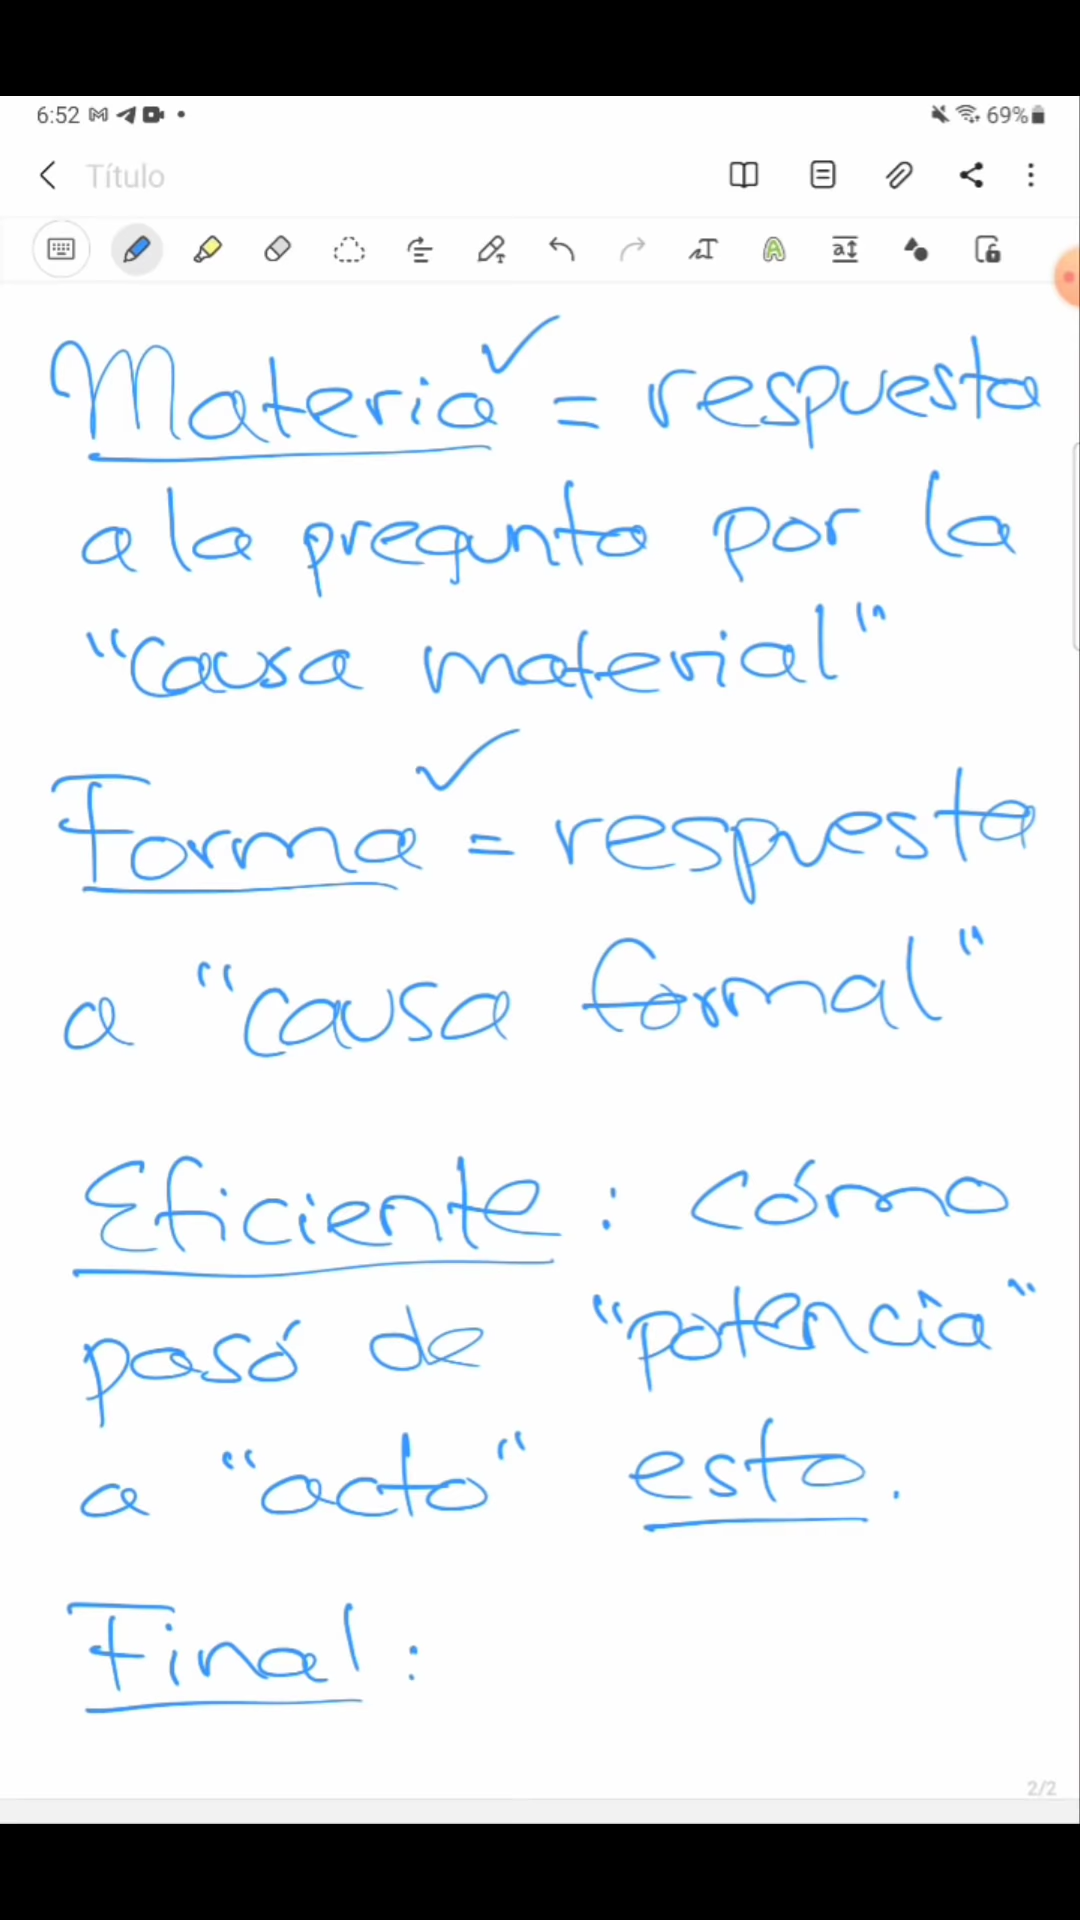 6:52
69%
Título
Materia = respuesta
a la pregunta por la
"causa material"
Forma = respuesta
a "causa formal"
Eficiente : cómo
pasó de "potencia"
a "acto" esto.
Final :
2/2